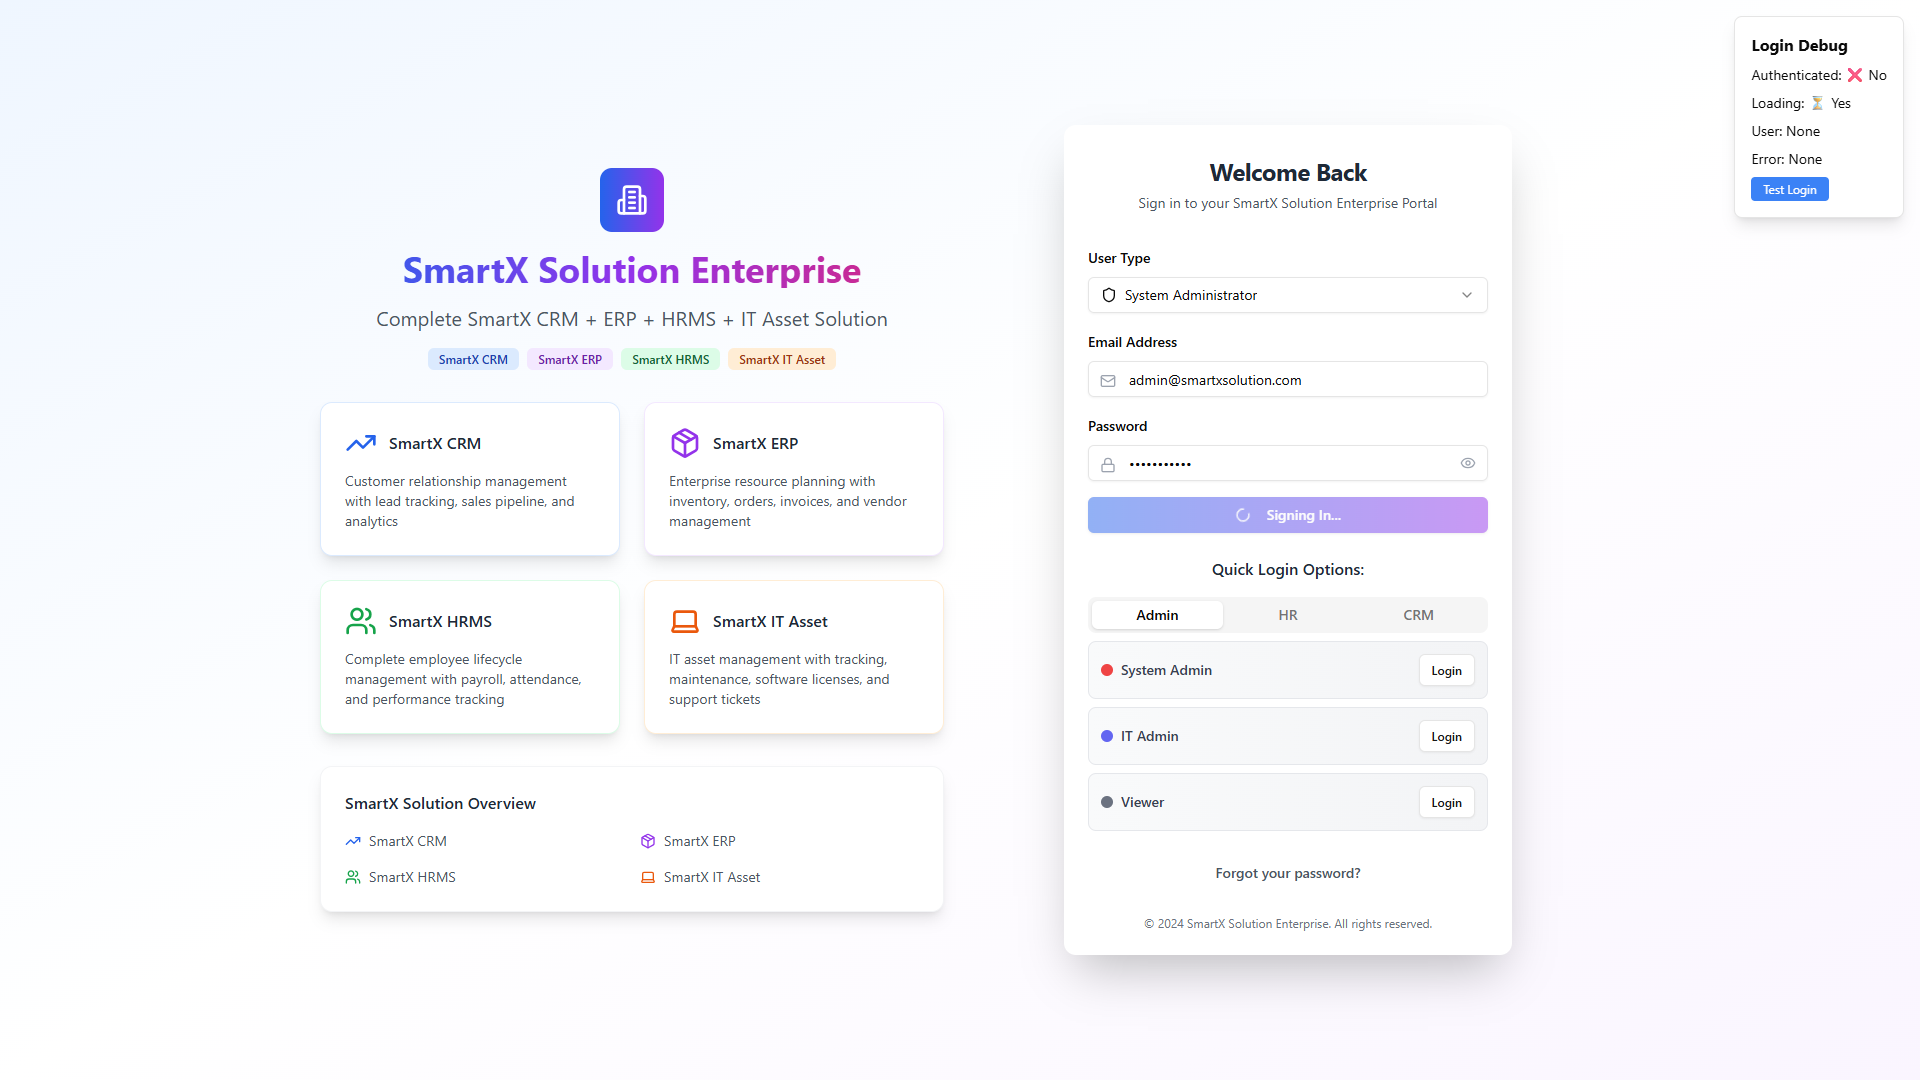 SmartX Solution Enterprise
Complete SmartX CRM + ERP + HRMS + IT Asset Solution
SmartX CRM
SmartX ERP
SmartX HRMS
SmartX IT Asset
SmartX CRM
Customer relationship management
with lead tracking, sales pipeline, and
analytics
SmartX ERP
Enterprise resource planning with
inventory, orders, invoices, and vendor
management
SmartX HRMS
Complete employee lifecycle
management with payroll, attendance,
and performance tracking
SmartX IT Asset
IT asset management with tracking,
maintenance, software licenses, and
support tickets
SmartX Solution Overview
SmartX CRM
SmartX ERP
SmartX HRMS
SmartX IT Asset
Welcome Back
Sign in to your SmartX Solution Enterprise Portal
User Type
System Administrator
Email Address
admin@smartxsolution.com
Password
•••••••••••
Signing In...
Quick Login Options:
Admin
HR
CRM
System Admin
Login
IT Admin
Login
Viewer
Login
Forgot your password?
© 2024 SmartX Solution Enterprise. All rights reserved.
Login Debug
Authenticated: ❌ No
Loading: ⏳ Yes
User: None
Error: None
Test Login